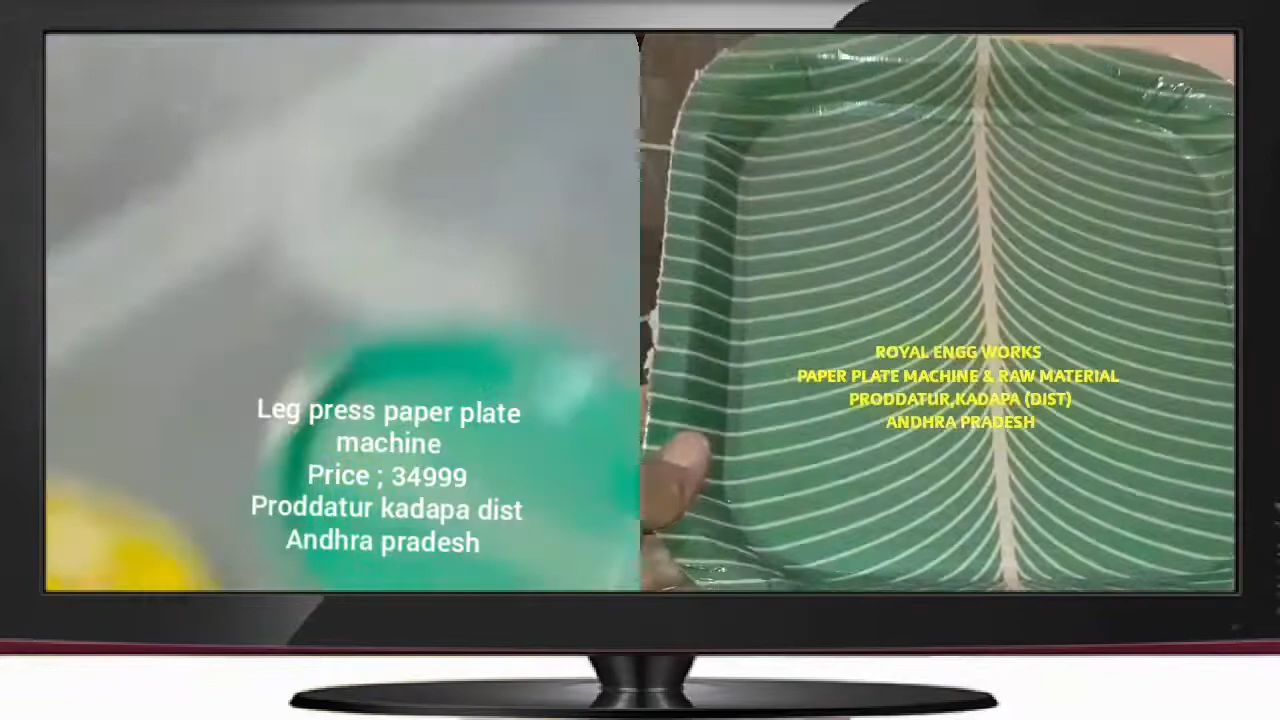 Leg press paper plate
machine
Price ; 34999
Proddatur kadapa dist
Andhra pradesh
ROYAL ENGG WORKS
PAPER PLATE MACHINE & RAW MATERIAL
PRODDATUR,KADAPA (DIST)
ANDHRA PRADESH